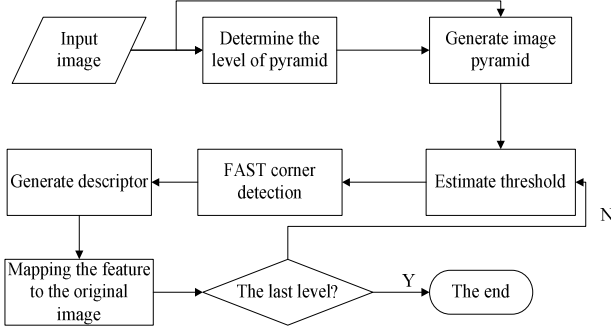 Input
image
Determine the
level of pyramid
Generate image
pyramid
Generate descriptor
FAST corner
detection
Estimate threshold
N
Mapping the feature
to the original
image
The last level?
Y
The end